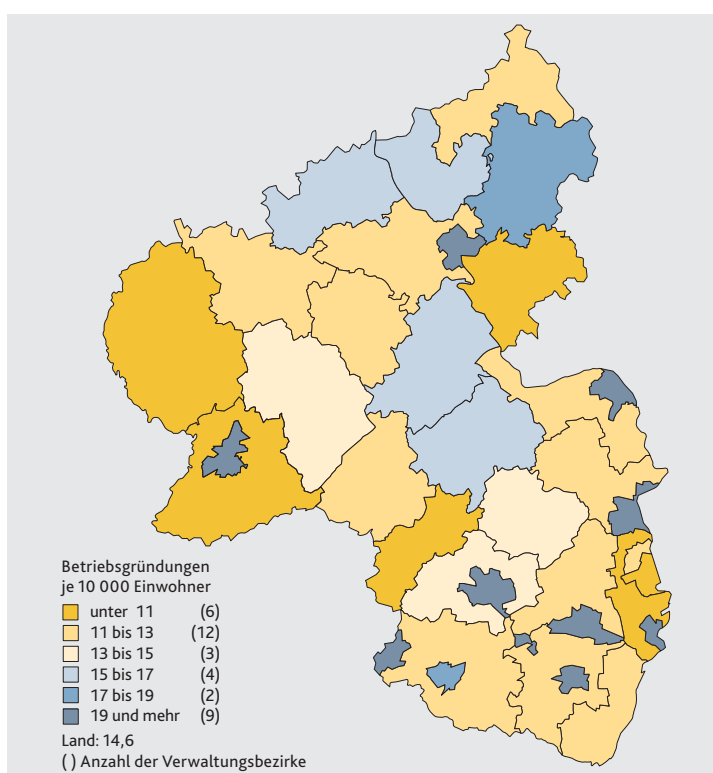 Betriebsgründungen
je 10 000 Einwohner
unter 11 (6)
11 bis 13 (12)
13 bis 15 (3)
15 bis 17 (4)
17 bis 19 (2)
19 und mehr (9)
Land: 14,6
( ) Anzahl der Verwaltungsbezirke